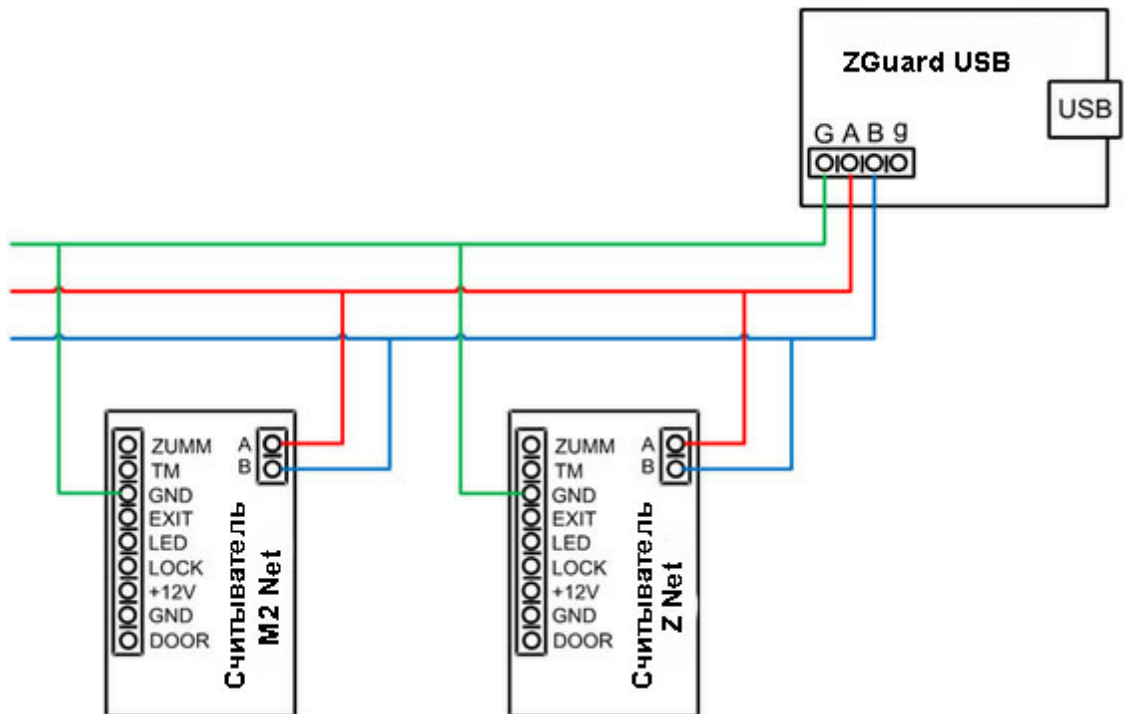 ZGuard USB
USB
G A B g
ZUMM
TM
GND
EXIT
LED
LOCK
+12V
GND
DOOR
A
B
Считыватель
M2 Net
ZUMM
TM
GND
EXIT
LED
LOCK
+12V
GND
DOOR
A
B
Считыватель
Z Net